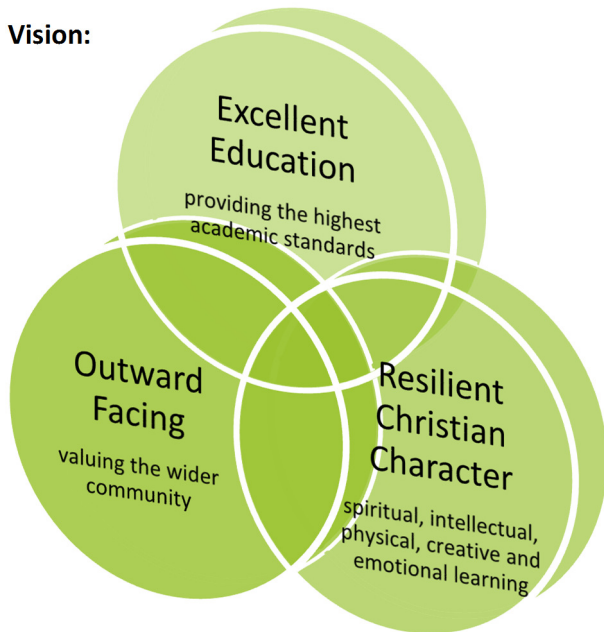 Vision:
Excellent
Education
providing the highest
academic standards
Outward
Facing
valuing the wider
community
Resilient
Christian
Character
spiritual, intellectual,
physical, creative and
emotional learning